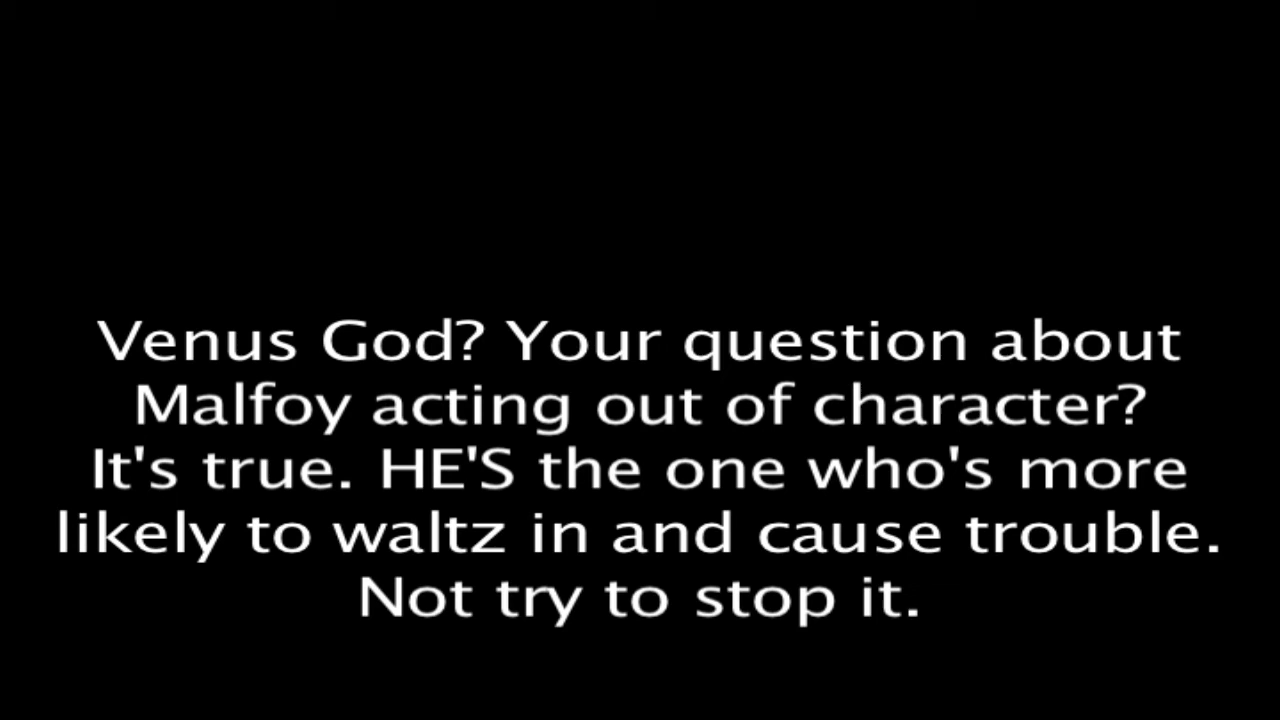 Venus God? Your question about
Malfoy acting out of character?
It's true. HE'S the one who's more
likely to waltz in and cause trouble.
Not try to stop it.